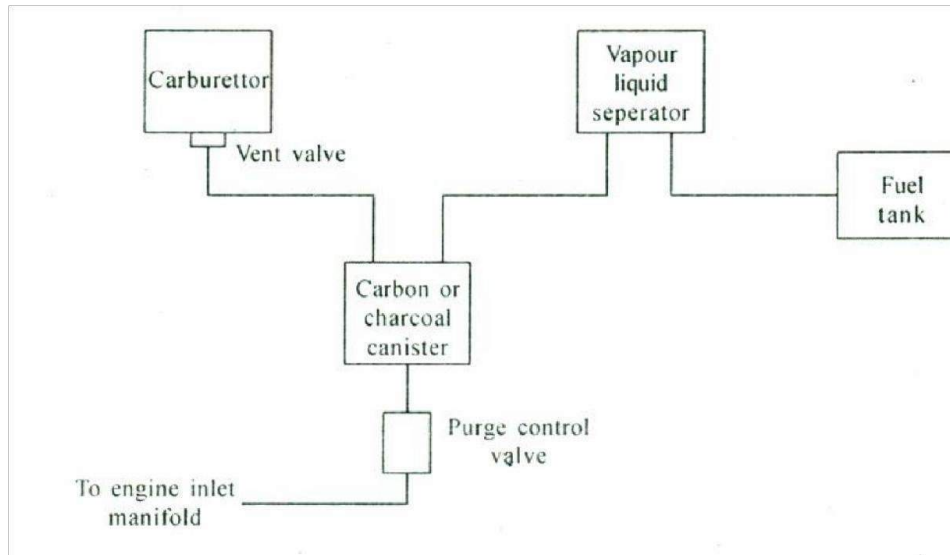 Carburettor
Vapour
liquid
seperator
Vent valve
Fuel
tank
Carbon or
charcoal
canister
Purge control
valve
To engine inlet
manifold